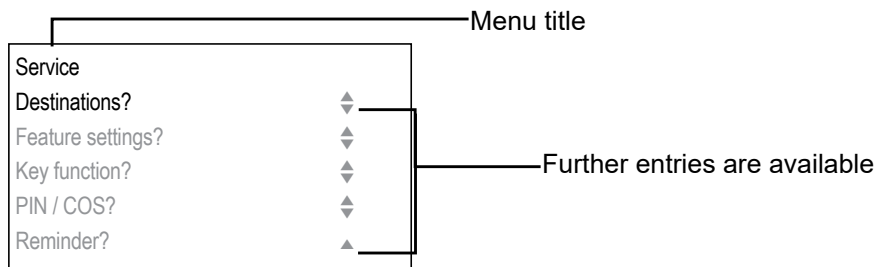 Menu title
Service
Destinations?
Feature settings?
Key function?
Further entries are available
PIN / COS?
Reminder?